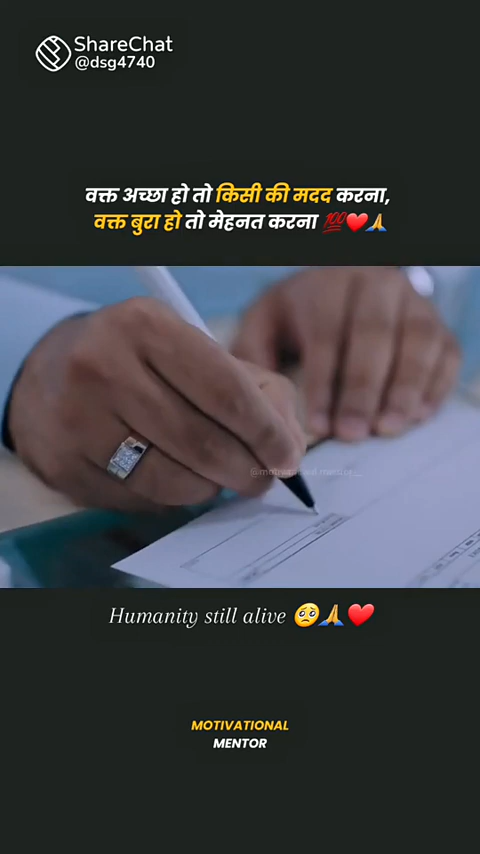 ShareChat
@dsg4740
वक्त अच्छा हो तो किसी की मदद करना,
वक्त बुरा हो तो मेहनत करना 💯❤️🙏
Humanity still alive 🥺🙏❤️
MOTIVATIONAL
MENTOR